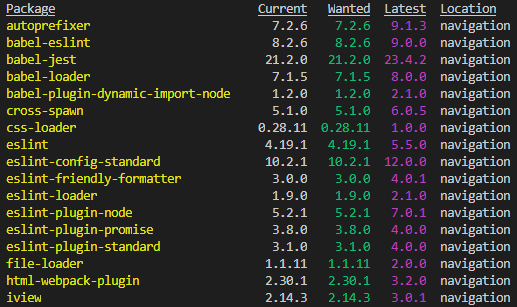 Package Current Wanted Latest Location
autoprefixer 7.2.6 7.2.6 9.1.3 navigation
babel-eslint 8.2.6 8.2.6 9.0.0 navigation
babel-jest 21.2.0 21.2.0 23.4.2 navigation
babel-loader 7.1.5 7.1.5 8.0.0 navigation
babel-plugin-dynamic-import-node 1.2.0 1.2.0 2.1.0 navigation
cross-spawn 5.1.0 5.1.0 6.0.5 navigation
css-loader 0.28.11 0.28.11 1.0.0 navigation
eslint 4.19.1 4.19.1 5.5.0 navigation
eslint-config-standard 10.2.1 10.2.1 12.0.0 navigation
eslint-friendly-formatter 3.0.0 3.0.0 4.0.1 navigation
eslint-loader 1.9.0 1.9.0 2.1.0 navigation
eslint-plugin-node 5.2.1 5.2.1 7.0.1 navigation
eslint-plugin-promise 3.8.0 3.8.0 4.0.0 navigation
eslint-plugin-standard 3.1.0 3.1.0 4.0.0 navigation
file-loader 1.1.11 1.1.11 2.0.0 navigation
html-webpack-plugin 2.30.1 2.30.1 3.2.0 navigation
iview 2.14.3 2.14.3 3.0.1 navigation